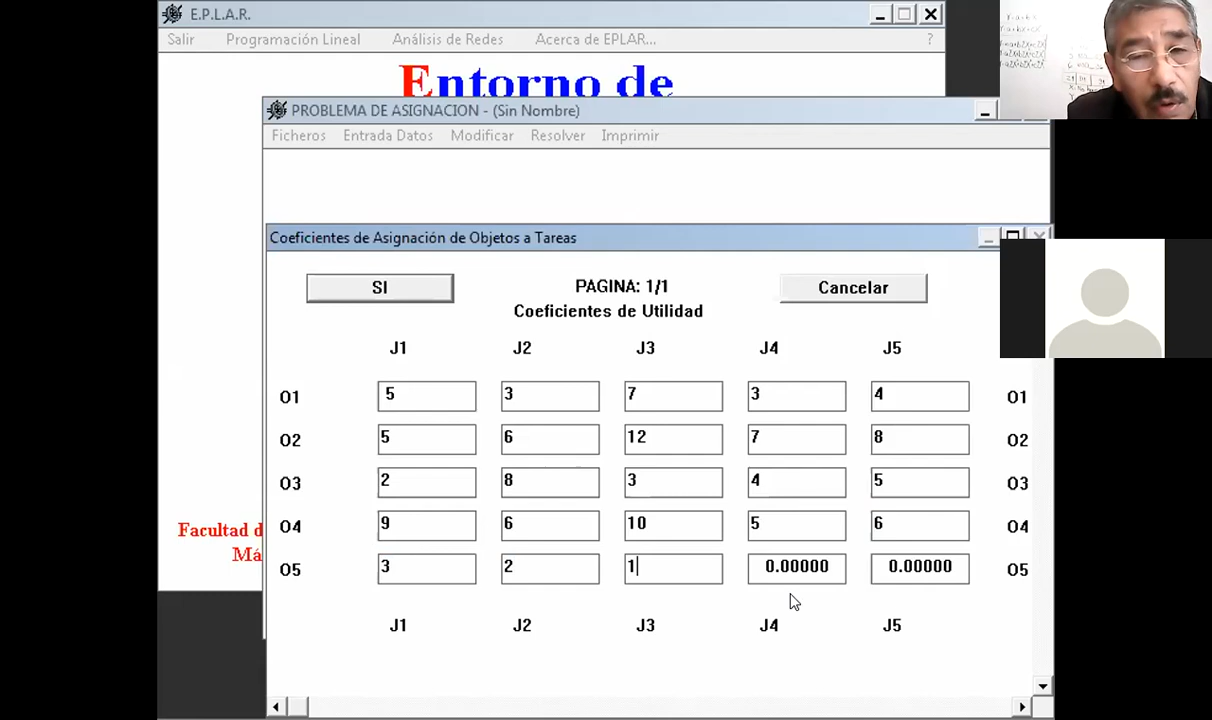 E.P.L.A.R.
Salir Programación Lineal Análisis de Redes Acerca de EPLAR... ?
Entorno de
PROBLEMA DE ASIGNACION - (Sin Nombre)
Ficheros Entrada Datos Modificar Resolver Imprimir
Coeficientes de Asignación de Objetos a Tareas
SI PAGINA: 1/1 Cancelar
Coeficientes de Utilidad
J1 J2 J3 J4 J5
O1 5 3 7 3 4 O1
O2 5 6 12 7 8 O2
O3 2 8 3 4 5 O3
O4 9 6 10 5 6 O4
O5 3 2 1 0.00000 0.00000 O5
J1 J2 J3 J4 J5
Facultad d
Má